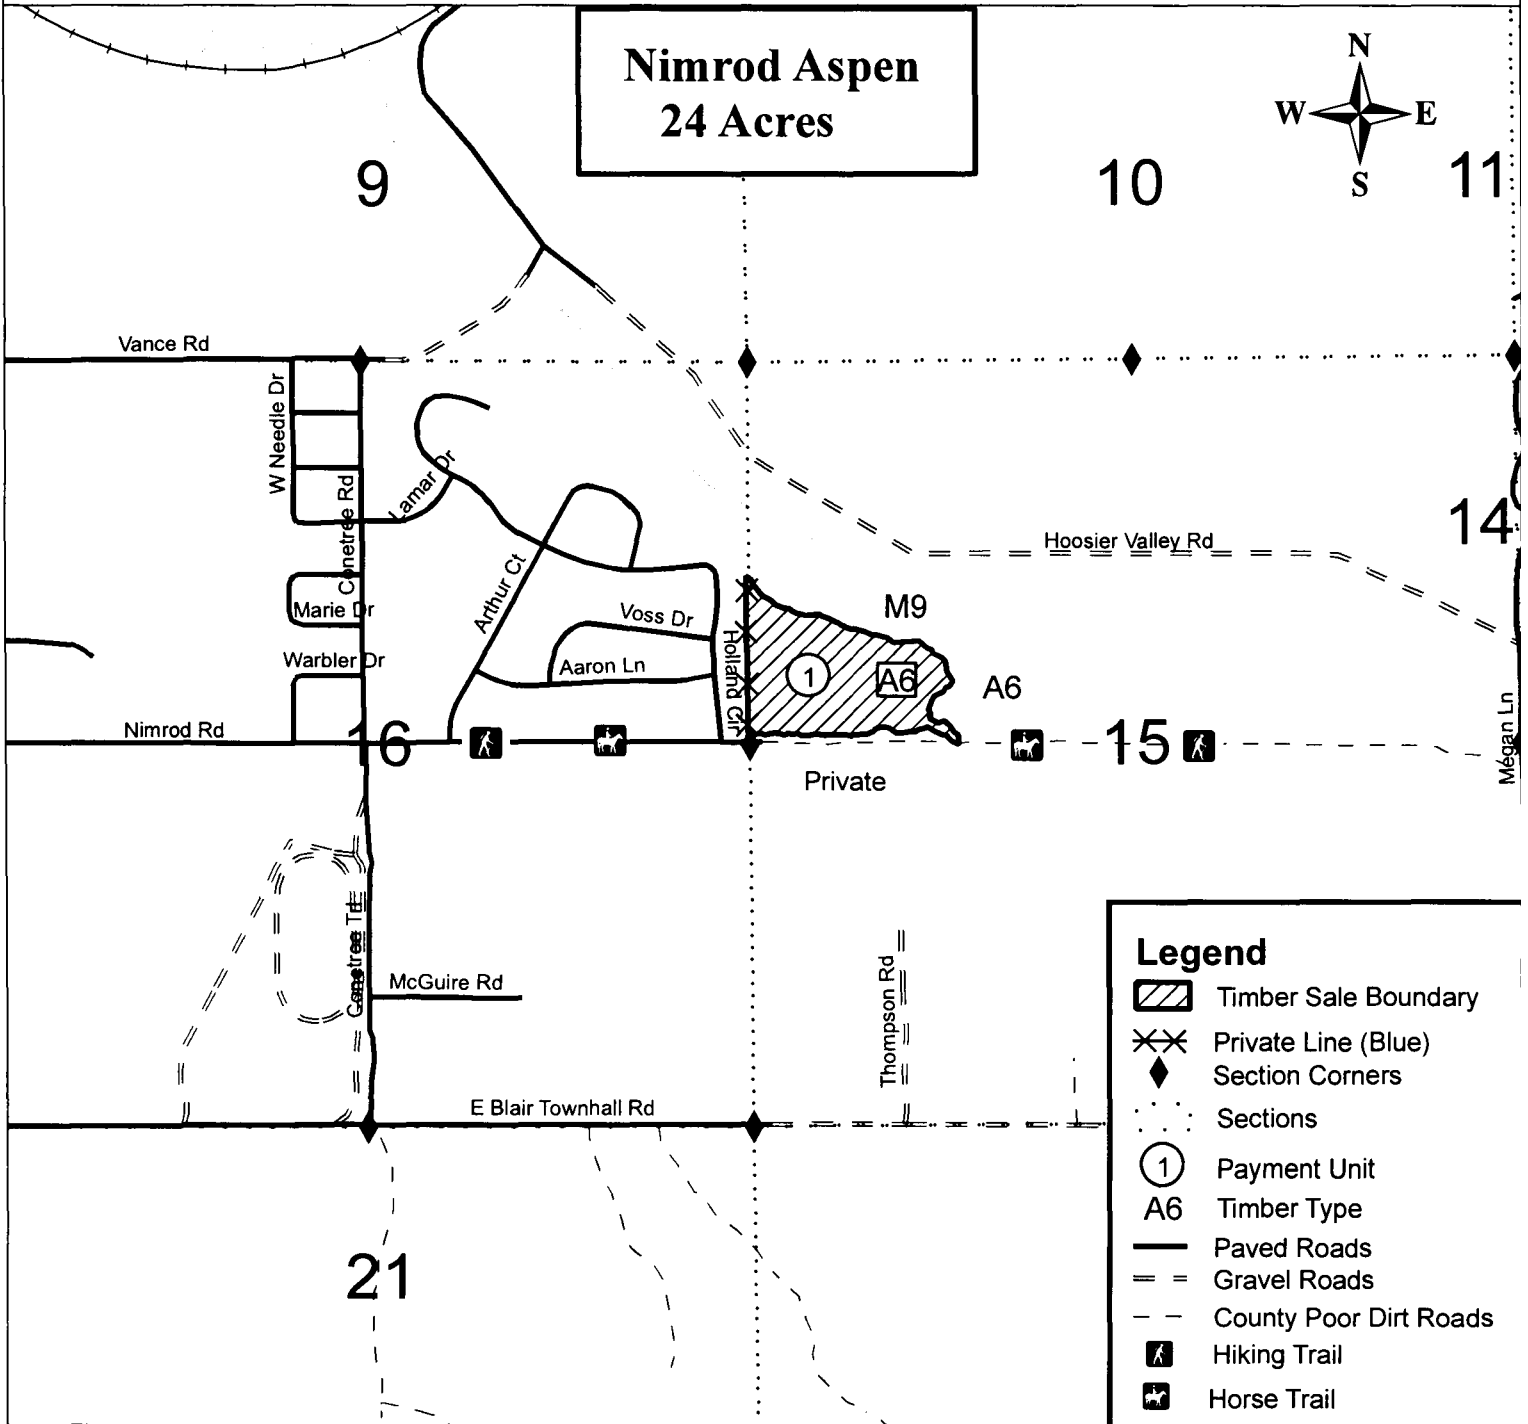 Nimrod Aspen
24 Acres
N
W E
S
9
10
11
Vance Rd
W Needle Dr
Conetree Rd
Lamar Dr
14
Hoosier Valley Rd
Arthur Ct
Marie Dr
Voss Dr
M9
Warbler Dr
Aaron Ln
Holland Cir
1
A6
A6
Nimrod Rd
16
15
Megan Ln
Private
Conetree Trl
McGuire Rd
Thompson Rd
E Blair Townhall Rd
21
Legend
Timber Sale Boundary
Private Line (Blue)
Section Corners
Sections
1 Payment Unit
A6 Timber Type
Paved Roads
Gravel Roads
County Poor Dirt Roads
Hiking Trail
Horse Trail